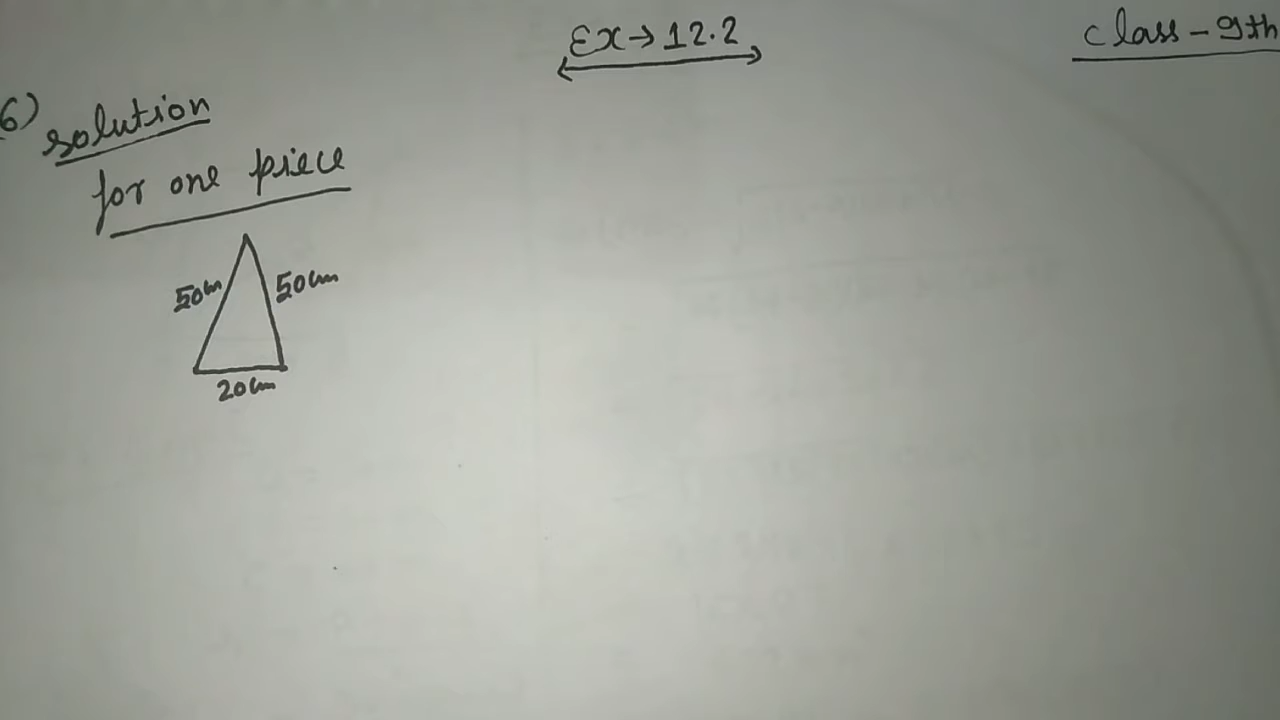 Ex→12.2
class-9th
6) solution
for one piece
50cm 50cm
20cm